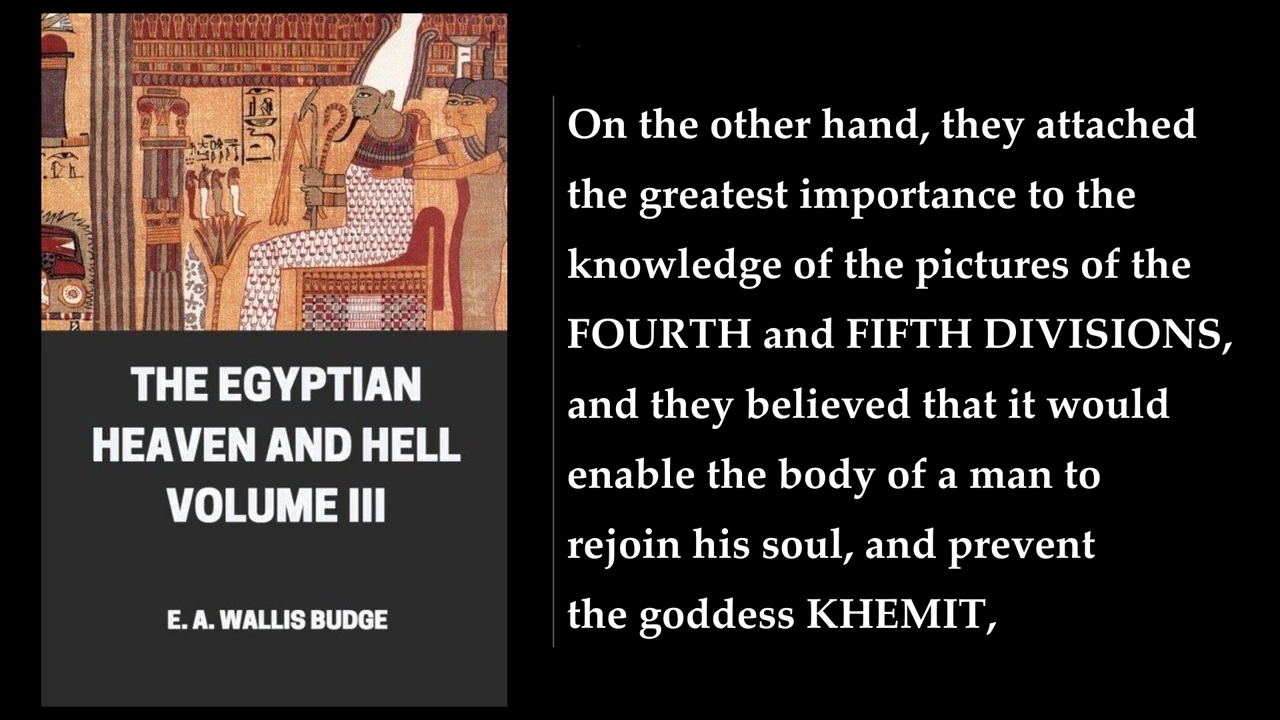 THE EGYPTIAN
HEAVEN AND HELL
VOLUME III
E. A. WALLIS BUDGE
On the other hand, they attached
the greatest importance to the
knowledge of the pictures of the
FOURTH and FIFTH DIVISIONS,
and they believed that it would
enable the body of a man to
rejoin his soul, and prevent
the goddess KHEMIT,